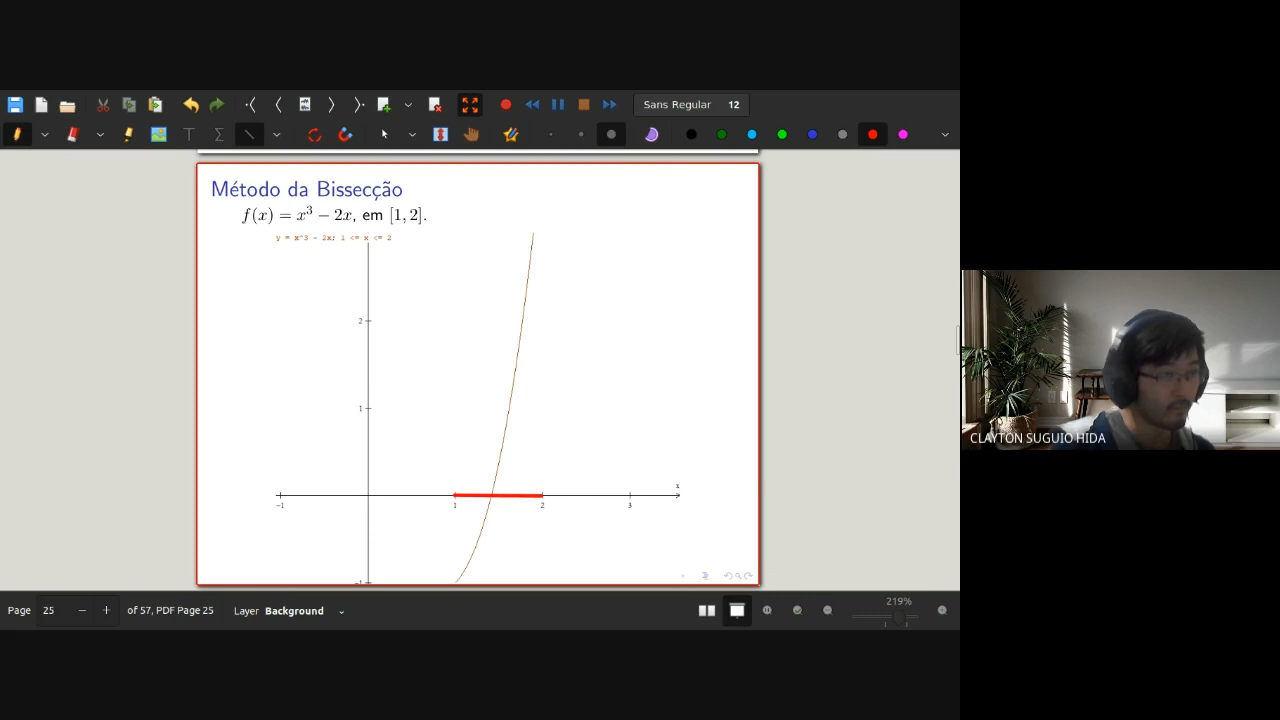 Sans Regular 12
Método da Bissecção
f(x) = x³ − 2x, em [1, 2].
y = x^3 - 2x; 1 <= x <= 2
2
1
x
-1 1 2 3
-1
CLAYTON SUGUIO HIDA
Page 25 − + of 57, PDF Page 25 Layer Background 219%